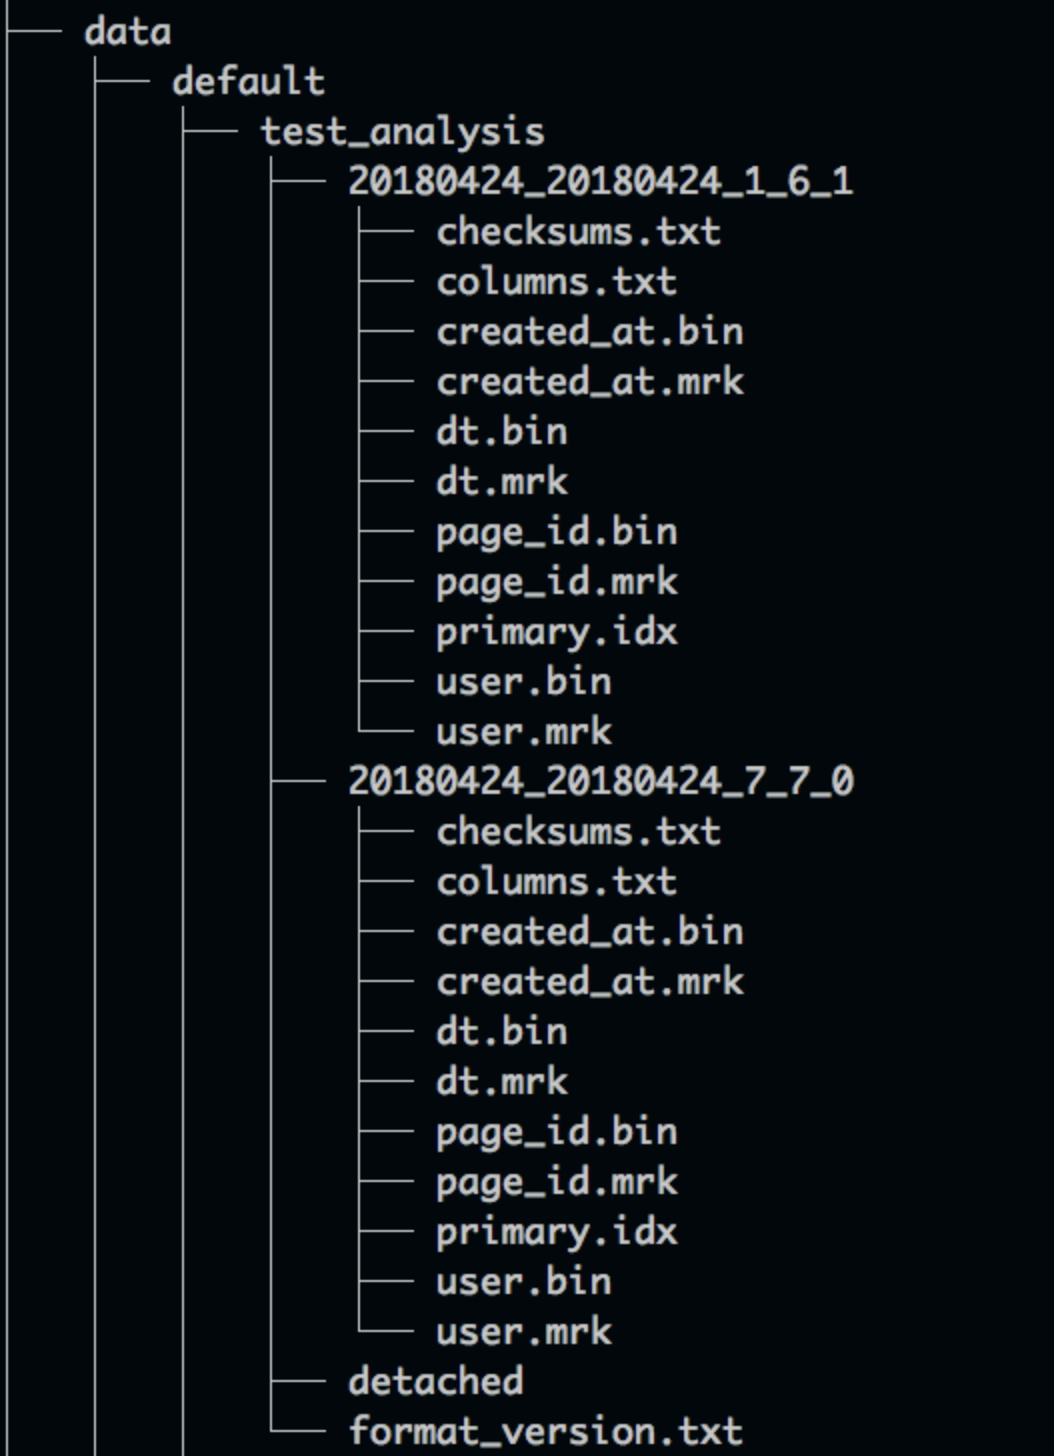 data
default
test_analysis
20180424_20180424_1_6_1
checksums.txt
columns.txt
created_at.bin
created_at.mrk
dt.bin
dt.mrk
page_id.bin
page_id.mrk
primary.idx
user.bin
user.mrk
20180424_20180424_7_7_0
checksums.txt
columns.txt
created_at.bin
created_at.mrk
dt.bin
dt.mrk
page_id.bin
page_id.mrk
primary.idx
user.bin
user.mrk
detached
format_version.txt